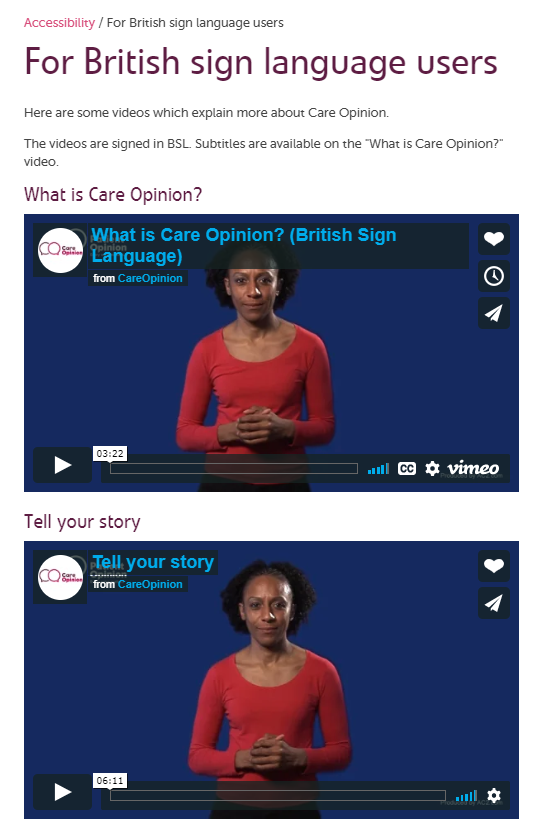 Accessibility / For British sign language users
For British sign language users
Here are some videos which explain more about Care Opinion.
The videos are signed in BSL. Subtitles are available on the "What is Care Opinion?"
video.
What is Care Opinion?
Care
Opinion
What is Care Opinion? (British Sign
Language)
from CareOpinion
03:22
CC
vimeo
Tell your story
Care
Opinion
Tell your story
from CareOpinion
06:11